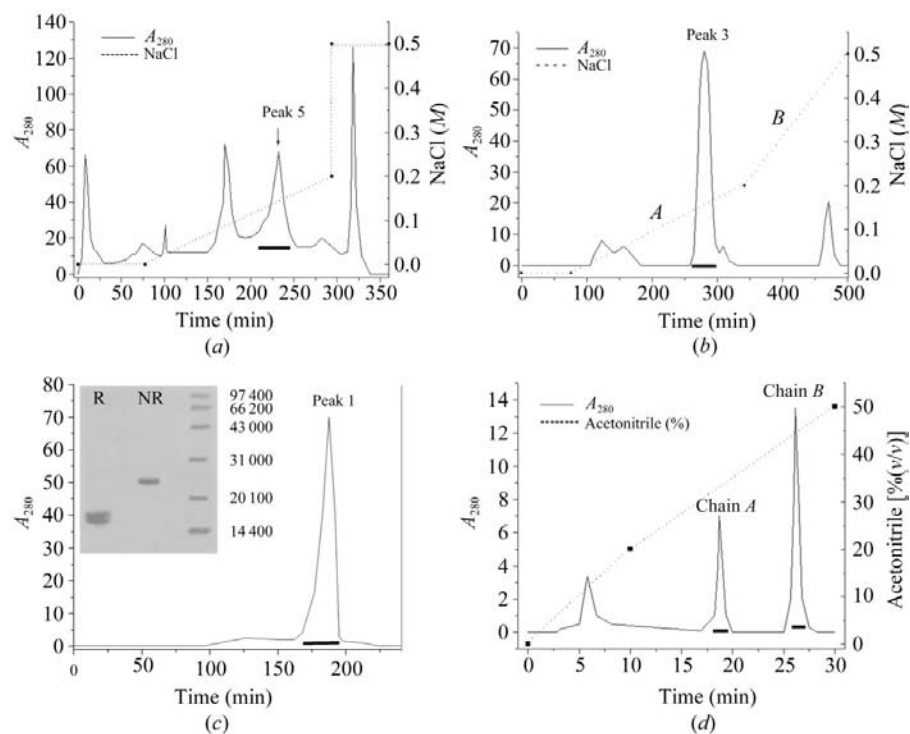 A280
NaCl
140
120
100
80
60
40
20
0
A280
Peak 5
0.5
0.4
0.3
0.2
0.1
0.0
NaCl (M)
0 50 100 150 200 250 300 350
Time (min)
(a)
A280
NaCl
70
60
50
40
30
20
10
0
A280
Peak 3
A
B
0.5
0.4
0.3
0.2
0.1
0.0
NaCl (M)
0 100 200 300 400 500
Time (min)
(b)
80
70
60
50
40
30
20
10
0
A280
R NR
97 400
66 200
43 000
31 000
20 100
14 400
Peak 1
0 50 100 150 200
Time (min)
(c)
14
12
10
8
6
4
2
0
A280
A280
Acetonitrile (%)
Chain A
Chain B
50
40
30
20
10
0
Acetonitrile [%(v/v)]
0 5 10 15 20 25 30
Time (min)
(d)